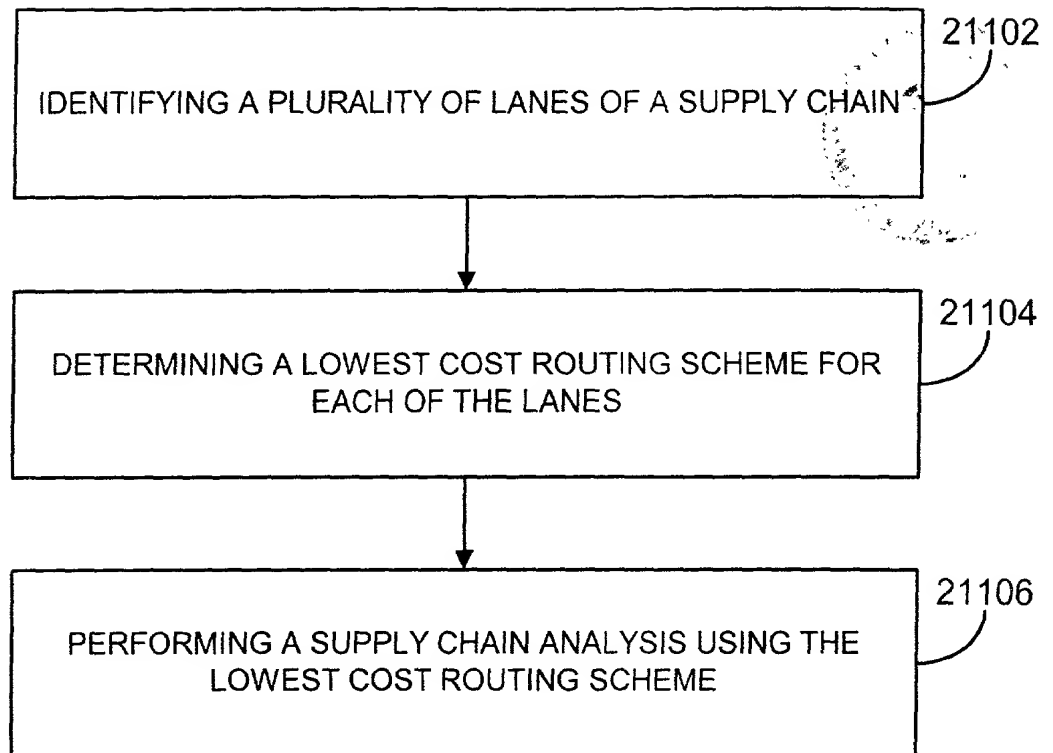 21102
IDENTIFYING A PLURALITY OF LANES OF A SUPPLY CHAIN
21104
DETERMINING A LOWEST COST ROUTING SCHEME FOR
EACH OF THE LANES
21106
PERFORMING A SUPPLY CHAIN ANALYSIS USING THE
LOWEST COST ROUTING SCHEME